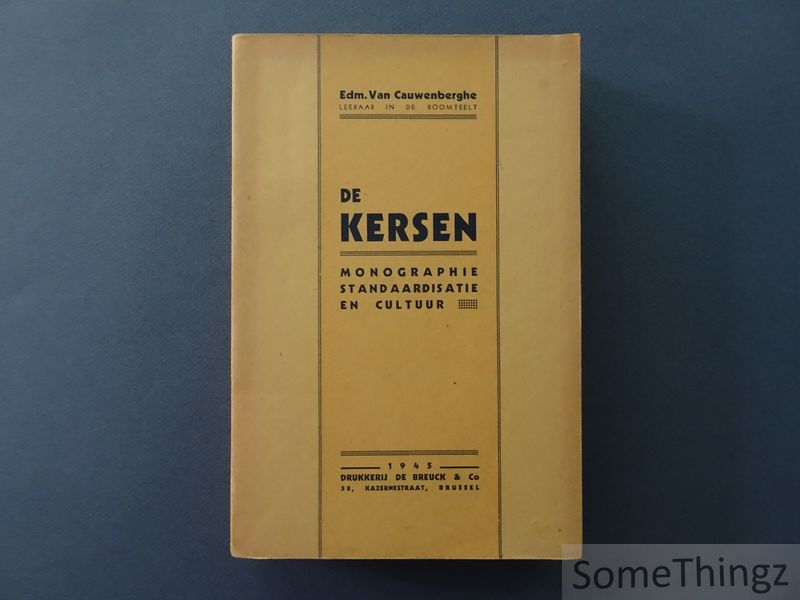 Edm. Van Cauwenberghe
LEERAAR IN DE BOOMTEELT
DE
KERSEN
MONOGRAPHIE
STANDAARDISATIE
EN CULTUUR
1945
DRUKKERIJ DE BREUCK & Co
58, KAZERNESTRAAT, BRUSSEL
SomeThingz